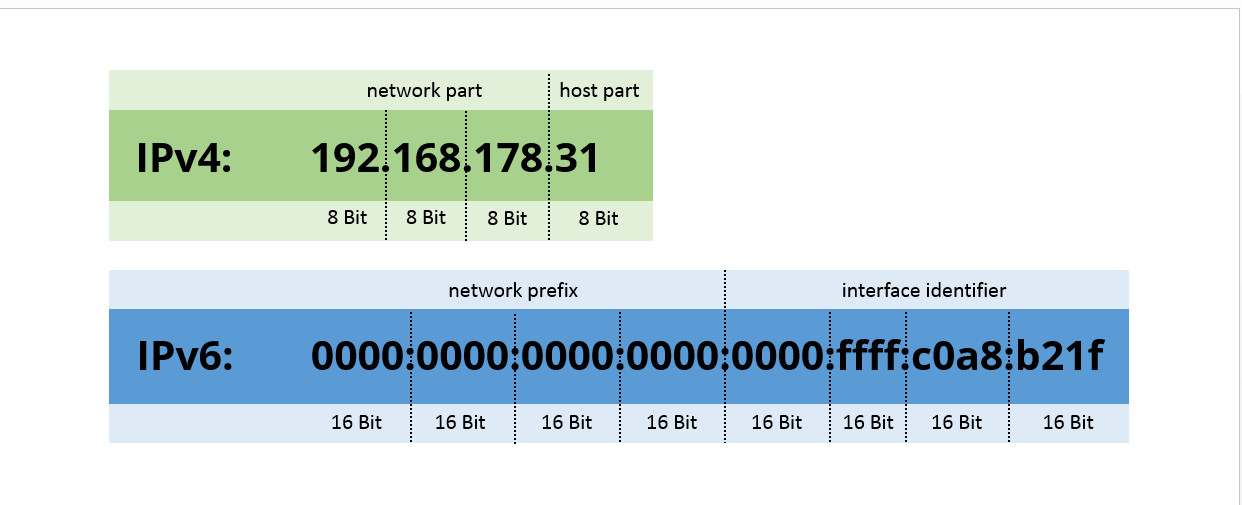 network part host part
IPv4: 192.168.178.31
8 Bit 8 Bit 8 Bit 8 Bit
network prefix interface identifier
IPv6: 0000:0000:0000:0000:0000:ffff:c0a8:b21f
16 Bit 16 Bit 16 Bit 16 Bit 16 Bit 16 Bit 16 Bit 16 Bit